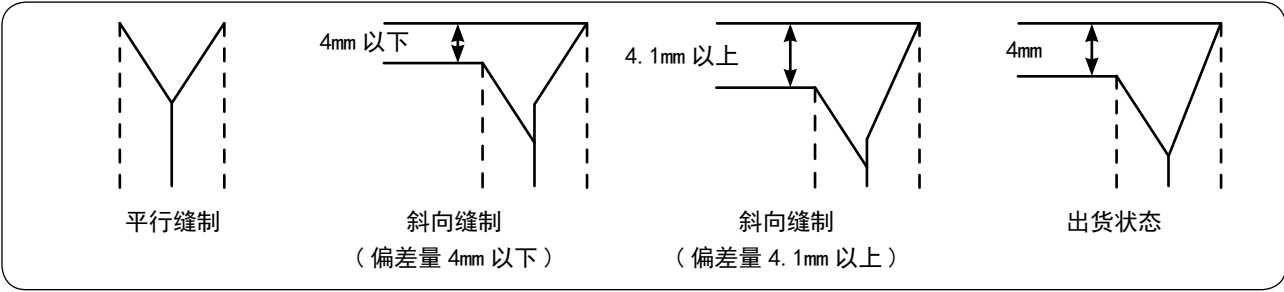 4mm 以下
4.1mm 以上
4mm
平行缝制
斜向缝制
（偏差量 4mm 以下）
斜向缝制
（偏差量 4.1mm 以上）
出货状态